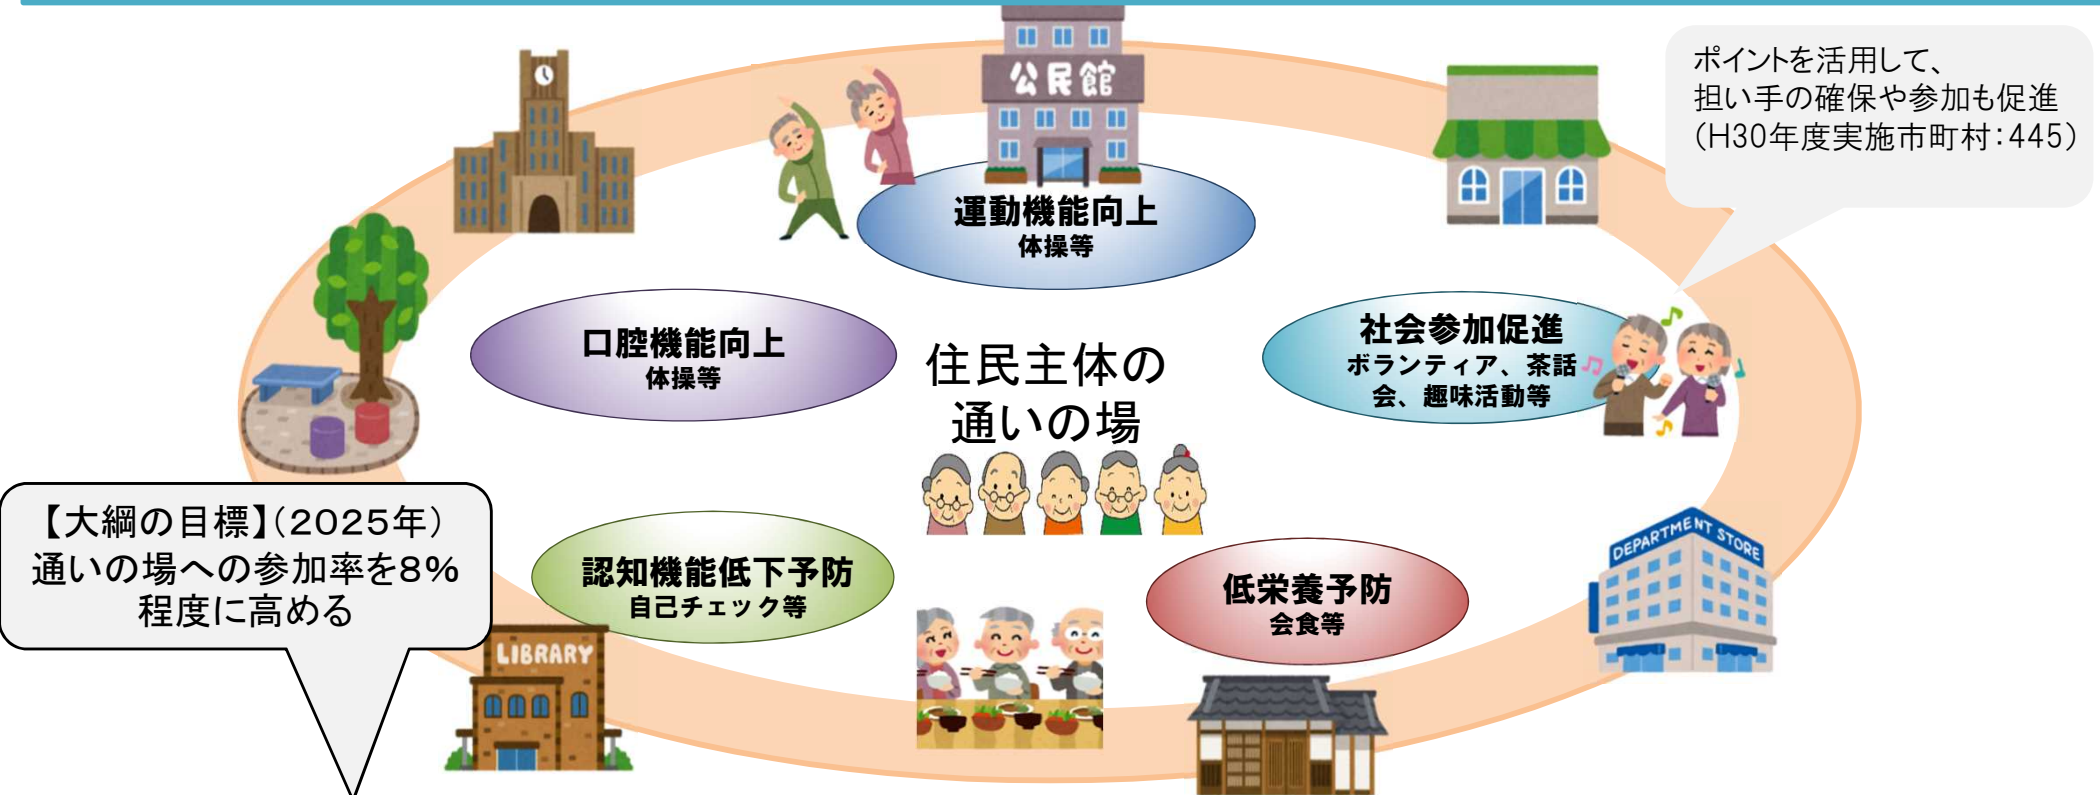 公民館
ポイントを活用して、
担い手の確保や参加も促進
（H30年度実施市町村：445）
運動機能向上
体操等
口腔機能向上
体操等
社会参加促進
ボランティア、茶話
会、趣味活動等
住民主体の
通いの場
【大綱の目標】（2025年）
通いの場への参加率を8％
程度に高める
認知機能低下予防
自己チェック等
低栄養予防
会食等
DEPARTMENT STORE
LIBRARY